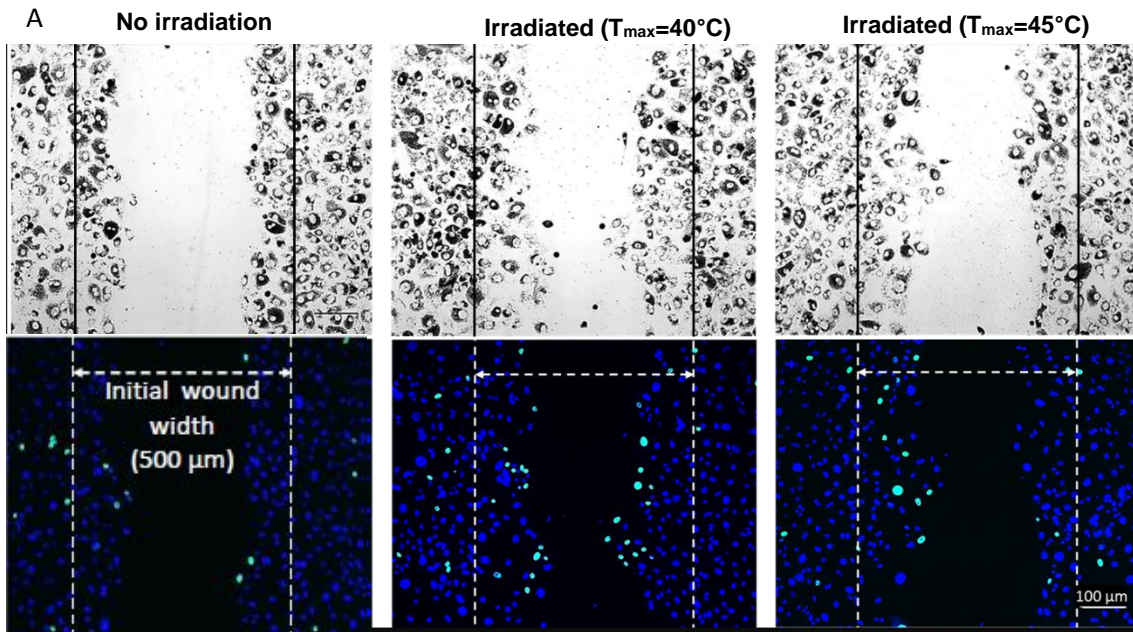 A
No irradiation
Irradiated (Tmax=40°C)
Irradiated (Tmax=45°C)
Initial wound
width
(500 µm)
100 µm